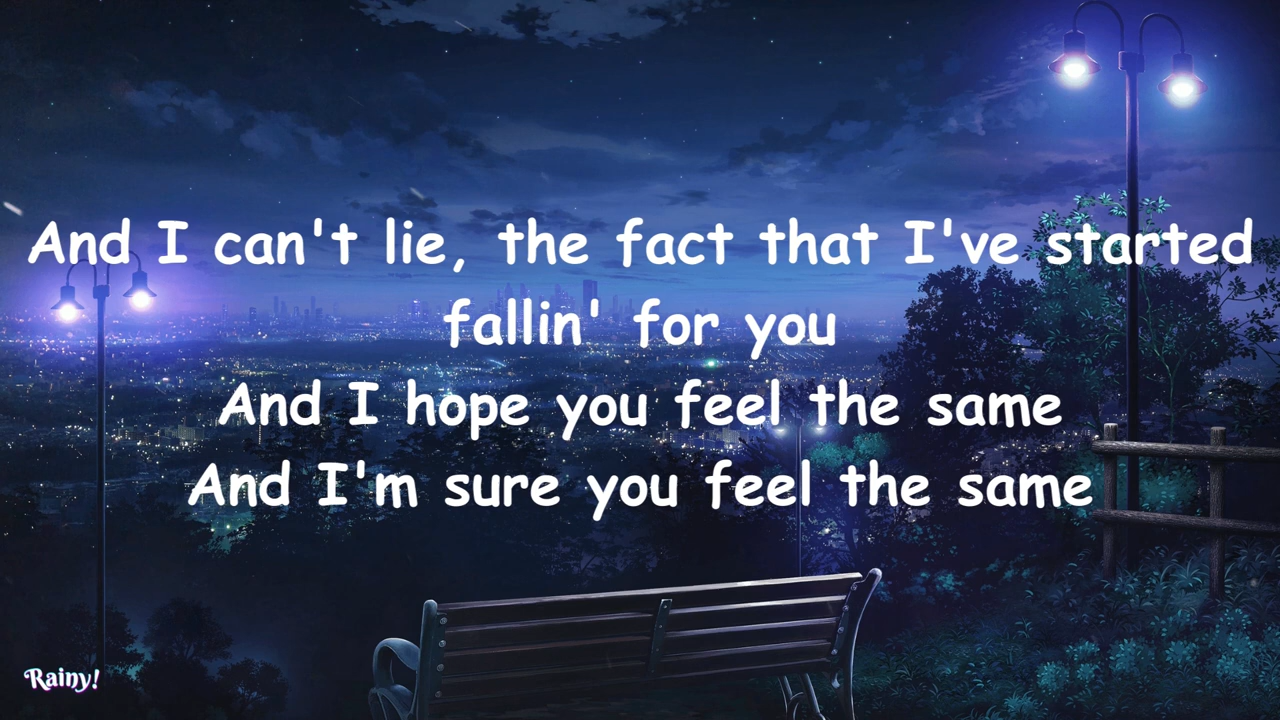 And I can't lie, the fact that I've started
fallin' for you
And I hope you feel the same
And I'm sure you feel the same
Rainy!